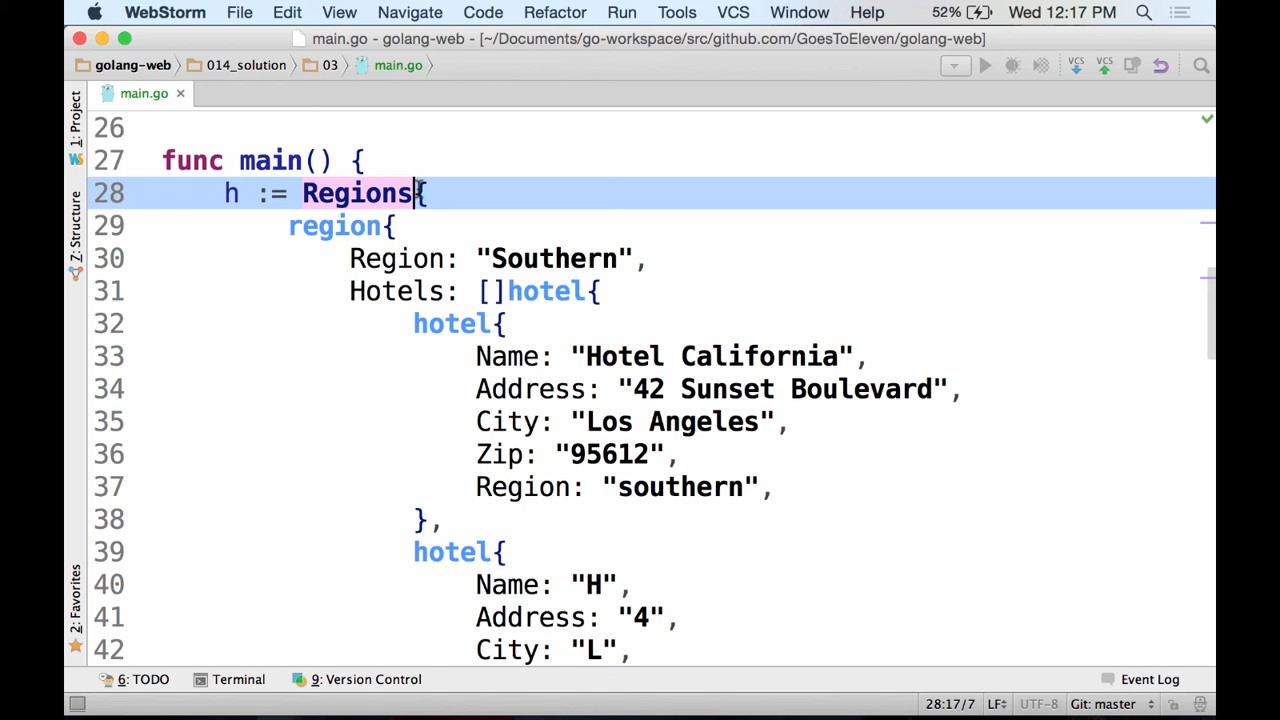 WebStorm File Edit View Navigate Code Refactor Run Tools VCS Window Help 52% Wed 12:17 PM
main.go - golang-web - [~/Documents/go-workspace/src/github.com/GoesToEleven/golang-web]
golang-web 014_solution 03 main.go VCS VCS
main.go
1: Project
7: Structure
2: Favorites
26
27 func main() {
28 h := Regions{
29 region{
30 Region: "Southern",
31 Hotels: []hotel{
32 hotel{
33 Name: "Hotel California",
34 Address: "42 Sunset Boulevard",
35 City: "Los Angeles",
36 Zip: "95612",
37 Region: "southern",
38 },
39 hotel{
40 Name: "H",
41 Address: "4",
42 City: "L",
6: TODO Terminal 9: Version Control Event Log
28:17/7 LF UTF-8 Git: master